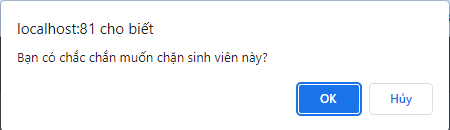 localhost:81 cho biết
Bạn có chắc chắn muốn chặn sinh viên này?
OK
Hủy